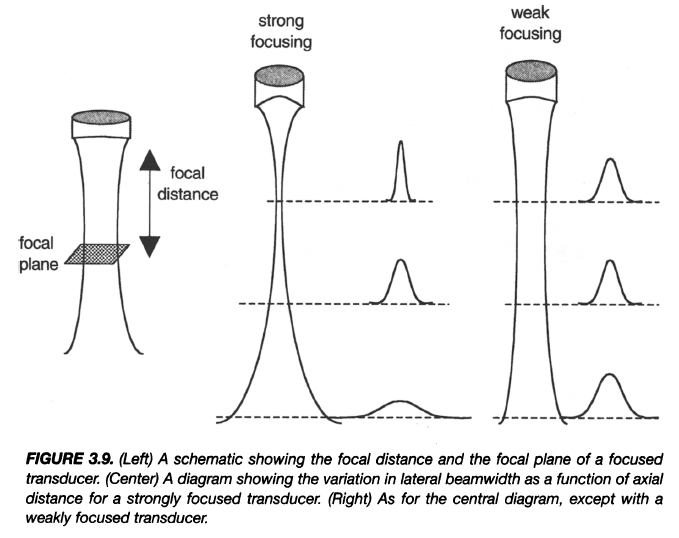 strong
focusing
weak
focusing
focal
distance
focal
plane
FIGURE 3.9. (Left) A schematic showing the focal distance and the focal plane of a focused
transducer. (Center) A diagram showing the variation in lateral beamwidth as a function of axial
distance for a strongly focused transducer. (Right) As for the central diagram, except with a
weakly focused transducer.